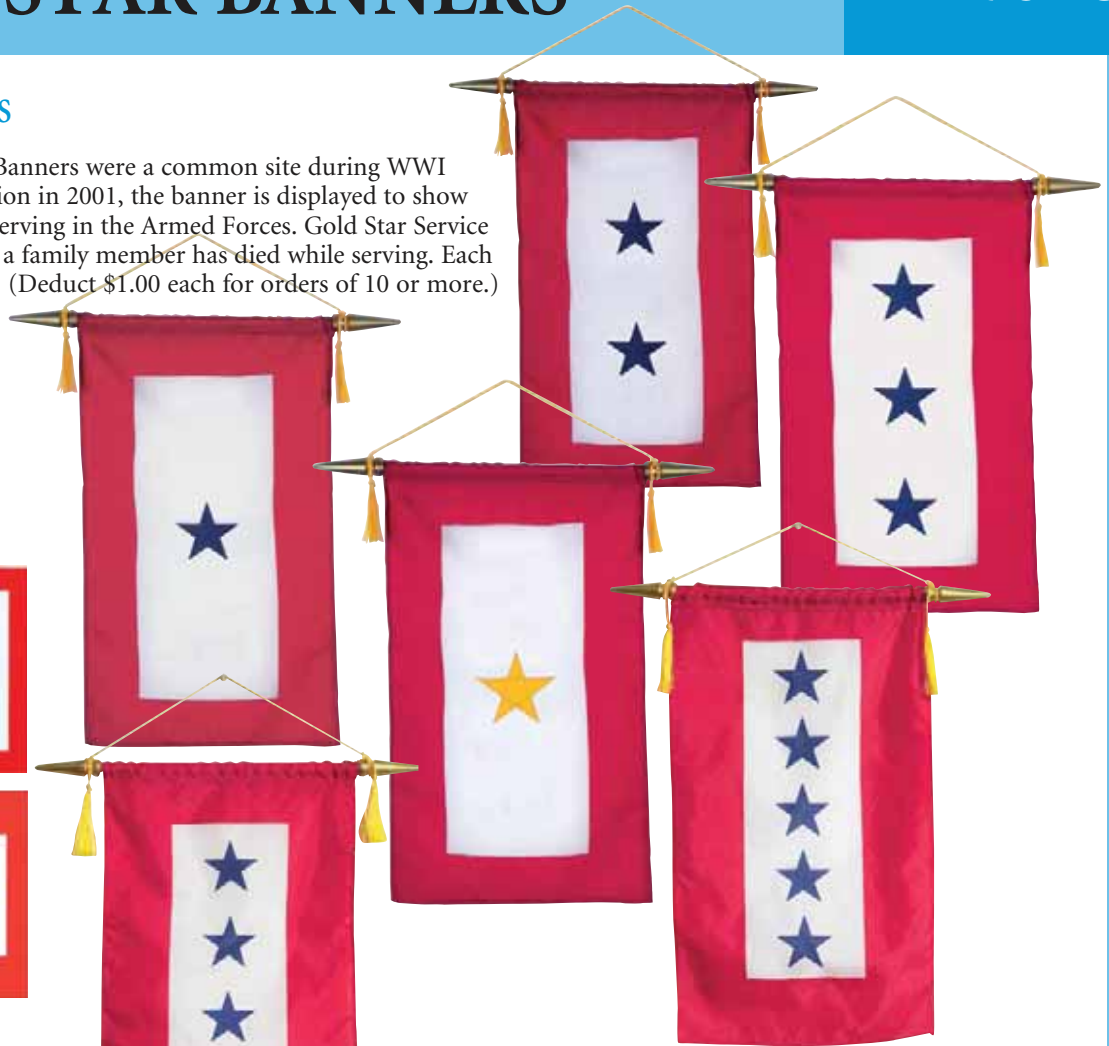 STAR BANNERS
s
Banners were a common site during WWI
ion in 2001, the banner is displayed to show
erving in the Armed Forces. Gold Star Service
a family member has died while serving. Each
(Deduct $1.00 each for orders of 10 or more.)